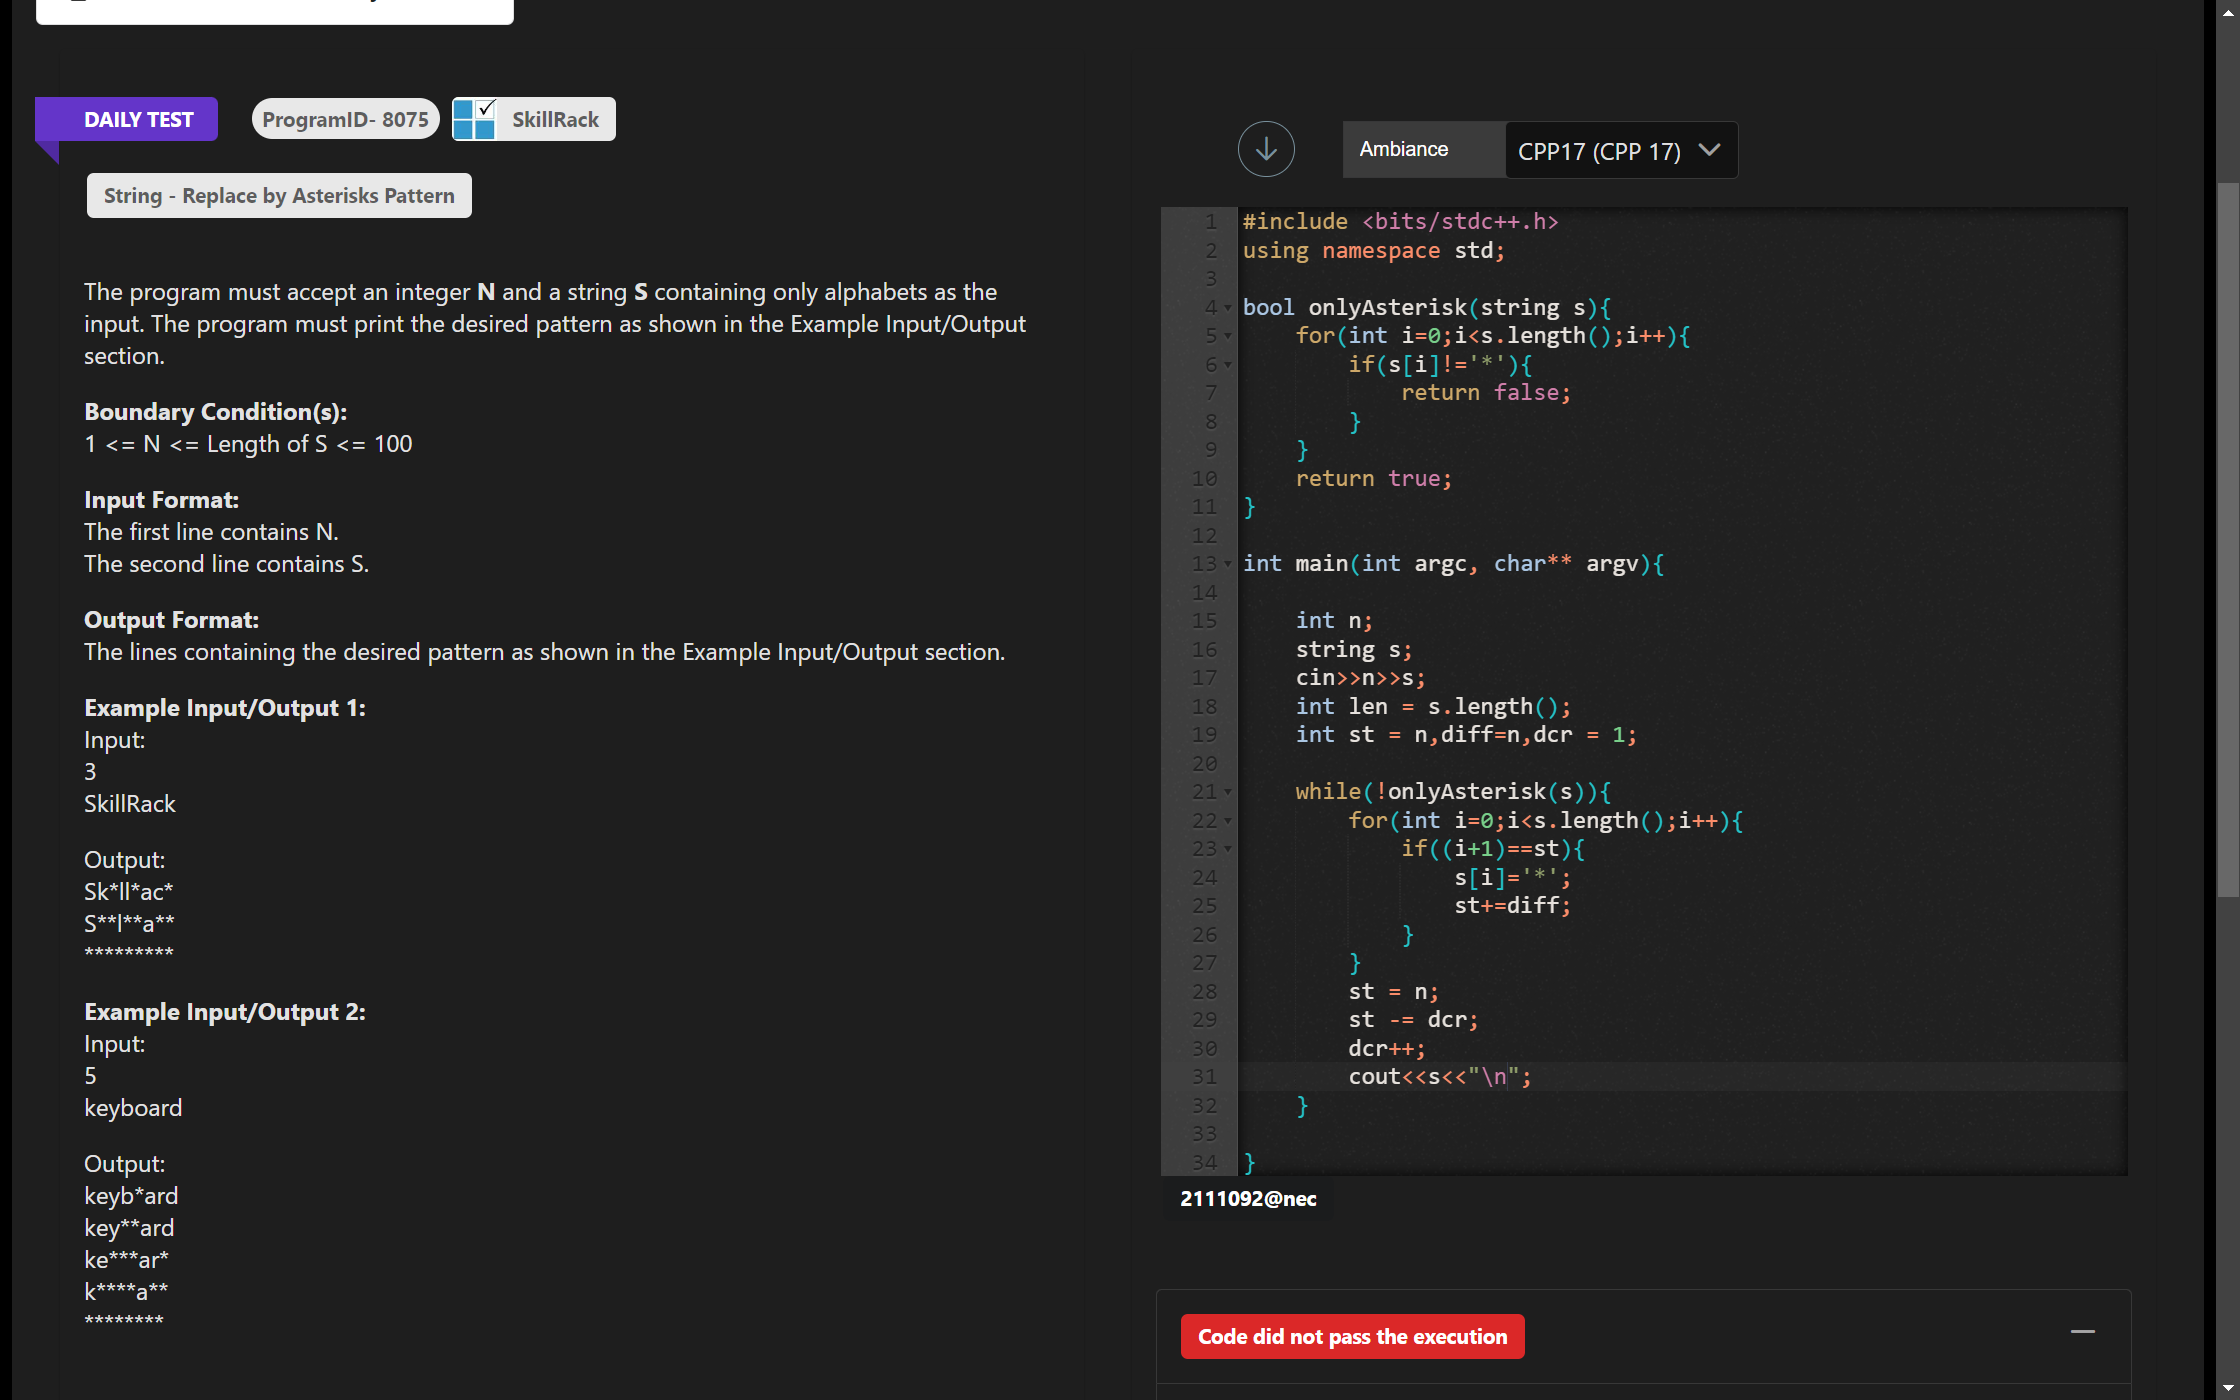 DAILY TEST
ProgramID- 8075
SkillRack
String - Replace by Asterisks Pattern
The program must accept an integer N and a string S containing only alphabets as the
input. The program must print the desired pattern as shown in the Example Input/Output
section.
Boundary Condition(s):
1 <= N <= Length of S <= 100
Input Format:
The first line contains N.
The second line contains S.
Output Format:
The lines containing the desired pattern as shown in the Example Input/Output section.
Example Input/Output 1:
Input:
3
SkillRack
Output:
Sk*ll*ac*
S**l**a**
*********
Example Input/Output 2:
Input:
5
keyboard
Output:
keyb*ard
key**ard
ke***ar*
k****a**
********
Ambiance
CPP17 (CPP 17)
1 #include <bits/stdc++.h>
2 using namespace std;
3
4 bool onlyAsterisk(string s){
5     for(int i=0;i<s.length();i++){
6         if(s[i]!='*'){
7             return false;
8         }
9     }
10     return true;
11 }
12
13 int main(int argc, char** argv){
14
15     int n;
16     string s;
17     cin>>n>>s;
18     int len = s.length();
19     int st = n,diff=n,dcr = 1;
20
21     while(!onlyAsterisk(s)){
22         for(int i=0;i<s.length();i++){
23             if((i+1)==st){
24                 s[i]='*';
25                 st+=diff;
26             }
27         }
28         st = n;
29         st -= dcr;
30         dcr++;
31         cout<<s<<"\n";
32     }
33
34 }
2111092@nec
Code did not pass the execution